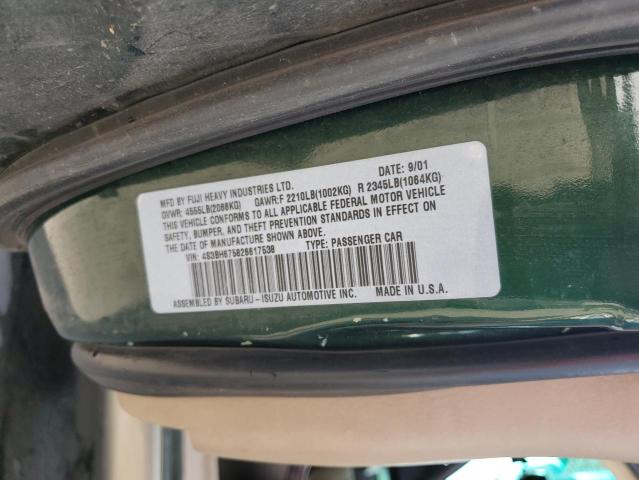 MFD BY FUJI HEAVY INDUSTRIES LTD. DATE: 9/01
GVWR: 4555LB(2066KG) GAWR:F 2210LB(1002KG) R 2345LB(1064KG)
THIS VEHICLE CONFORMS TO ALL APPLICABLE FEDERAL MOTOR VEHICLE
SAFETY, BUMPER, AND THEFT PREVENTION STANDARDS IN EFFECT ON
THE DATE OF MANUFACTURE SHOWN ABOVE.
VIN: 4S3BH675826617538 TYPE: PASSENGER CAR
ASSEMBLED BY SUBARU-ISUZU AUTOMOTIVE INC. MADE IN U.S.A.